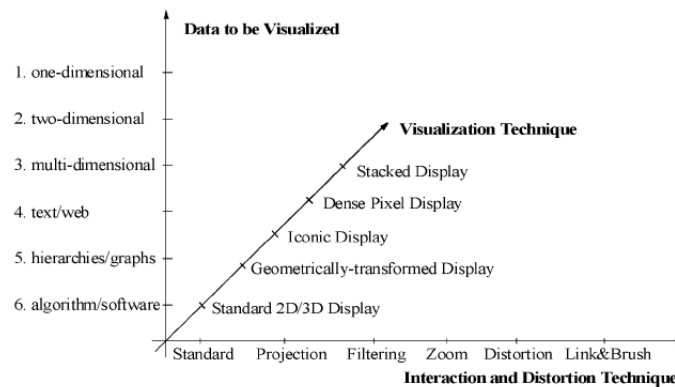 Data to be Visualized
1. one-dimensional
2. two-dimensional
Visualization Technique
3. multi-dimensional
Stacked Display
Dense Pixel Display
4. text/web
Iconic Display
5. hierarchies/graphs
Geometrically-transformed Display
6. algorithm/software
Standard 2D/3D Display
Standard Projection Filtering Zoom Distortion Link&Brush
Interaction and Distortion Technique